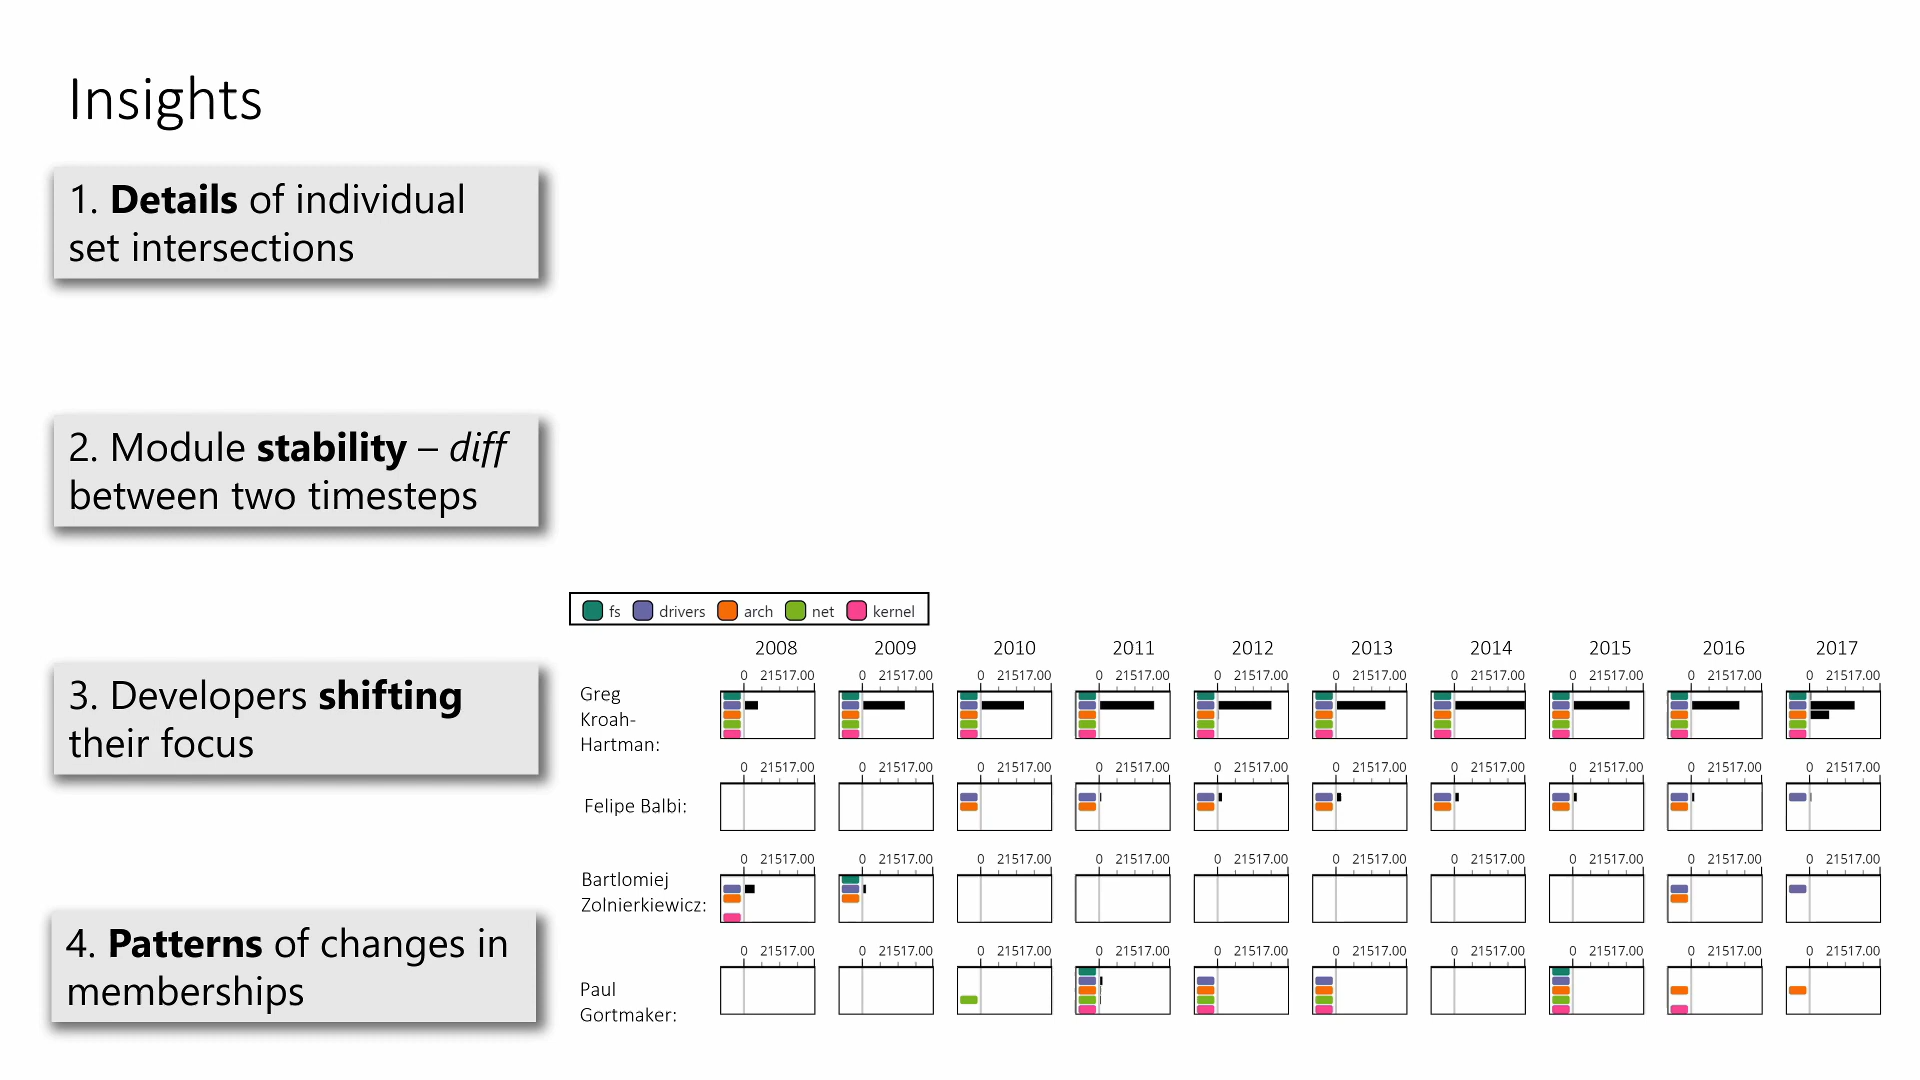 Insights
1. Details of individual
set intersections
2. Module stability – diff
between two timesteps
3. Developers shifting
their focus
4. Patterns of changes in
memberships
fs drivers arch net kernel
2008 2009 2010 2011 2012 2013 2014 2015 2016 2017
0 21517.00 0 21517.00 0 21517.00 0 21517.00 0 21517.00 0 21517.00 0 21517.00 0 21517.00 0 21517.00 0 21517.00
Greg
Kroah-
Hartman:
0 21517.00 0 21517.00 0 21517.00 0 21517.00 0 21517.00 0 21517.00 0 21517.00 0 21517.00 0 21517.00 0 21517.00
Felipe Balbi:
0 21517.00 0 21517.00 0 21517.00 0 21517.00 0 21517.00 0 21517.00 0 21517.00 0 21517.00 0 21517.00 0 21517.00
Bartlomiej
Zolnierkiewicz:
0 21517.00 0 21517.00 0 21517.00 0 21517.00 0 21517.00 0 21517.00 0 21517.00 0 21517.00 0 21517.00 0 21517.00
Paul
Gortmaker: